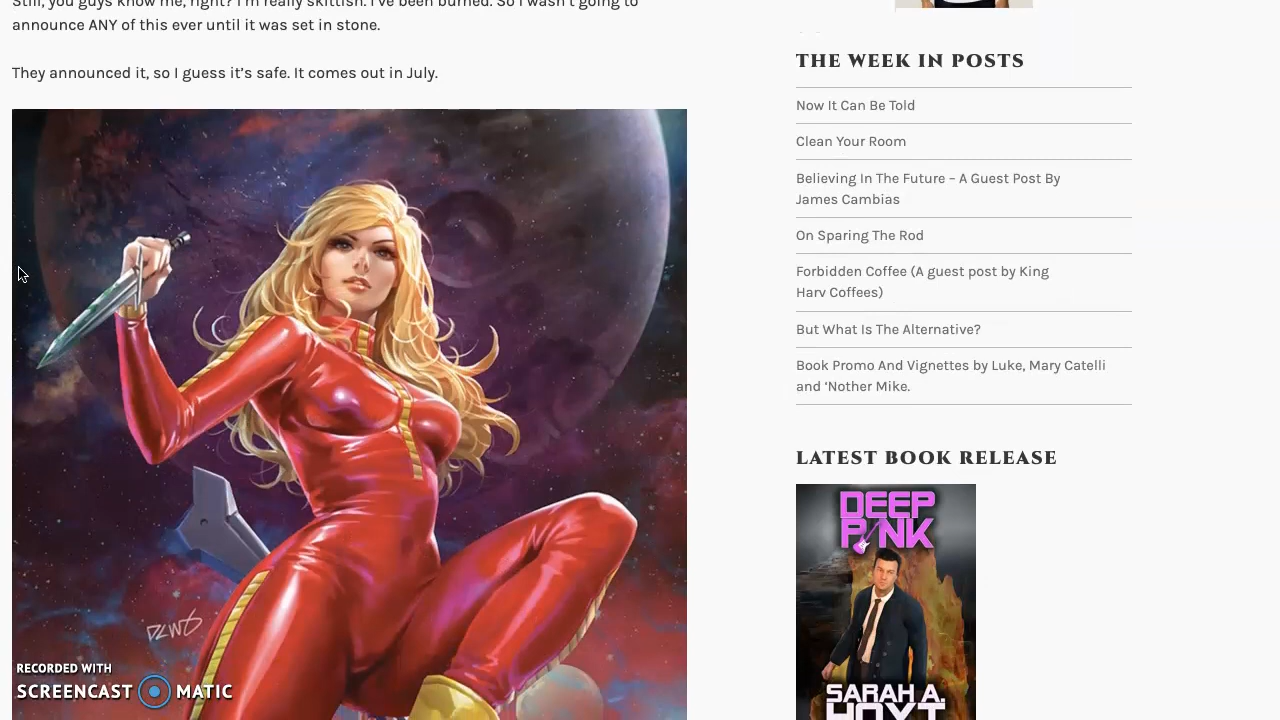 Still, you guys know me, right? I'm really skittish. I've been burned. So I wasn't going to
announce ANY of this ever until it was set in stone.
They announced it, so I guess it's safe. It comes out in July.
DCWO
RECORDED WITH
SCREENCAST MATIC
THE WEEK IN POSTS
Now It Can Be Told
Clean Your Room
Believing In The Future – A Guest Post By
James Cambias
On Sparing The Rod
Forbidden Coffee (A guest post by King
Harv Coffees)
But What Is The Alternative?
Book Promo And Vignettes by Luke, Mary Catelli
and ‘Nother Mike.
LATEST BOOK RELEASE
DEEP
PINK
SARAH A.
HOYT